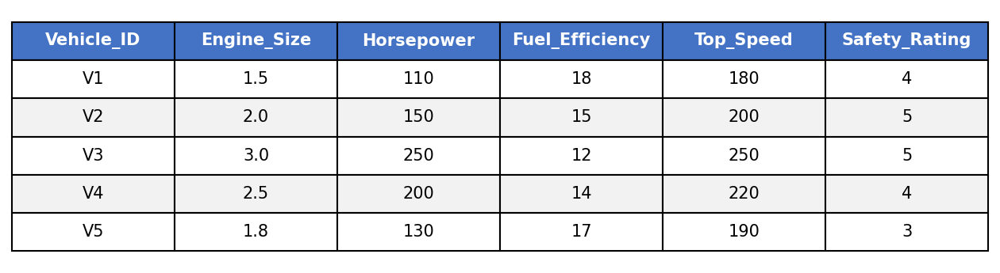 Vehicle_ID Engine_Size Horsepower Fuel_Efficiency Top_Speed Safety_Rating
V1 1.5 110 18 180 4
V2 2.0 150 15 200 5
V3 3.0 250 12 250 5
V4 2.5 200 14 220 4
V5 1.8 130 17 190 3